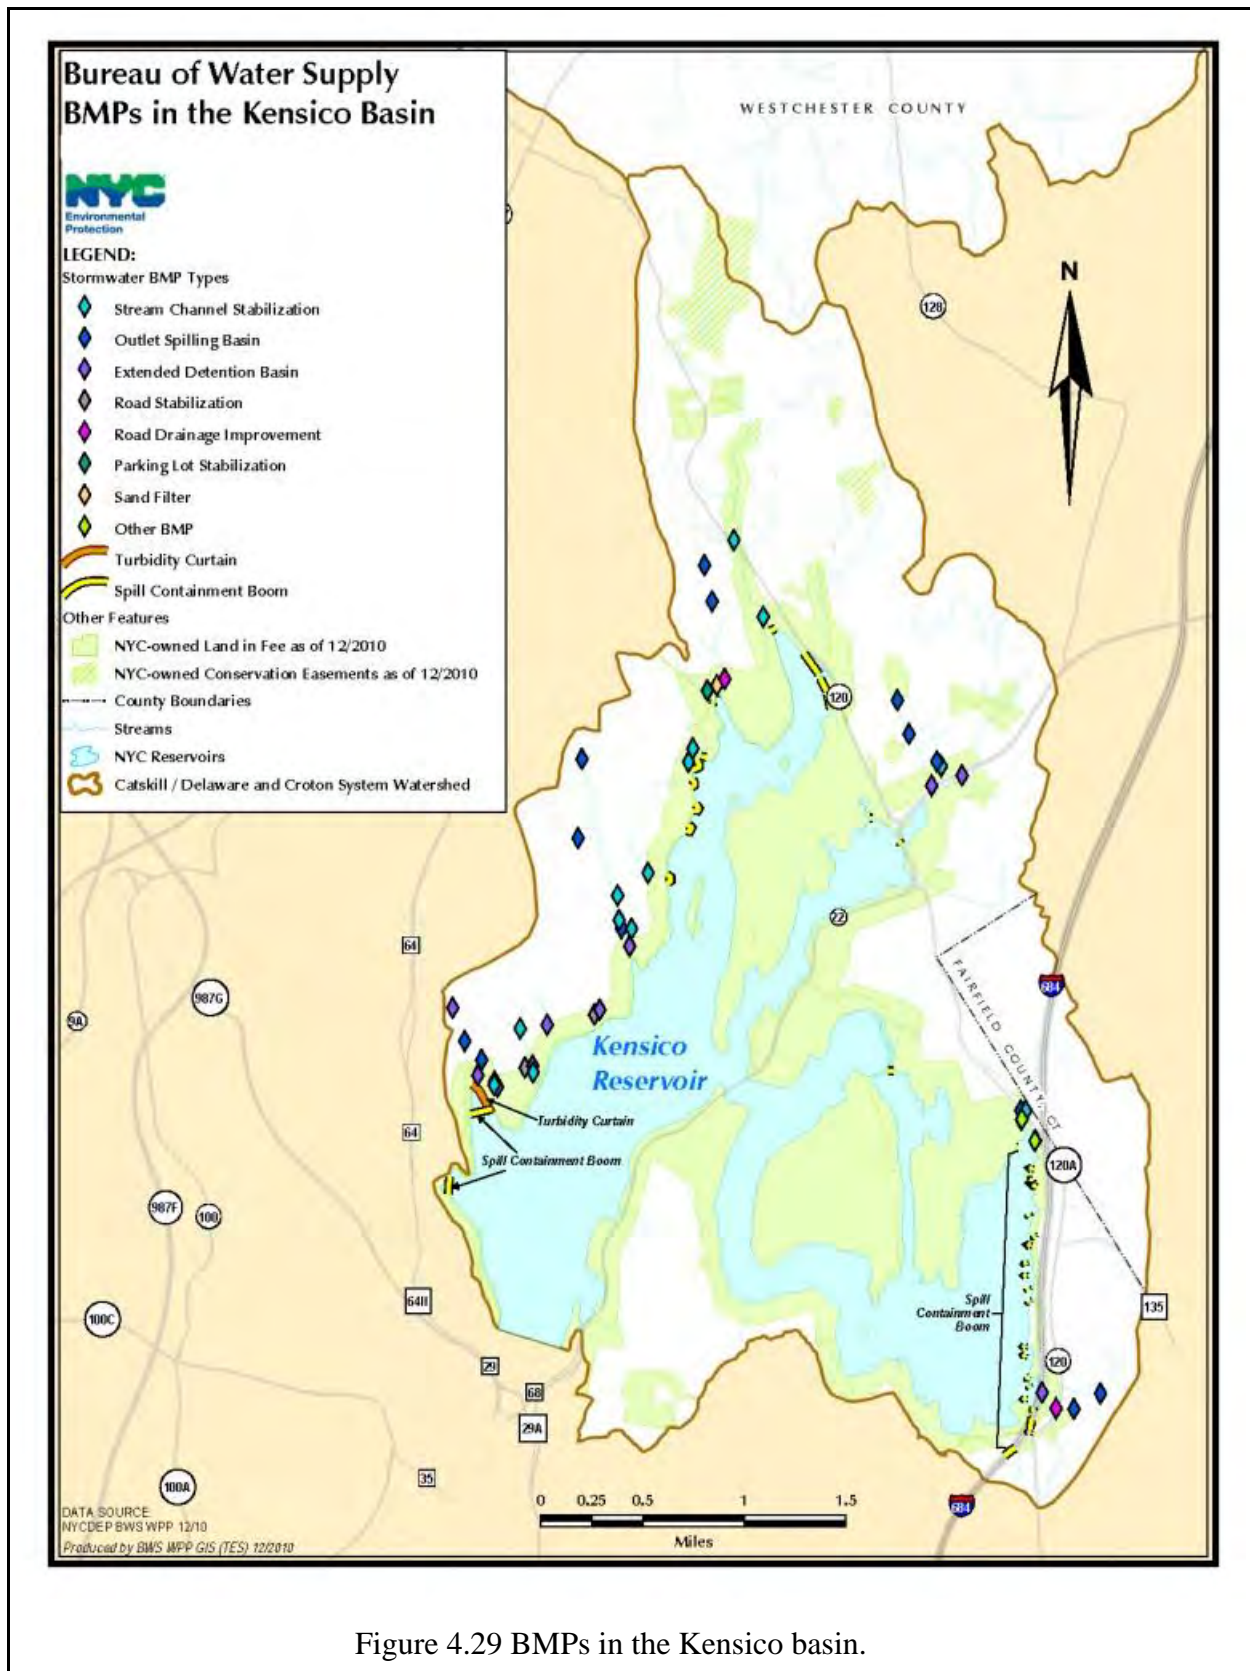 Bureau of Water Supply
BMPs in the Kensico Basin
NYC
Environmental
Protection
LEGEND:
Stormwater BMP Types
Stream Channel Stabilization
Outlet Spilling Basin
Extended Detention Basin
Road Stabilization
Road Drainage Improvement
Parking Lot Stabilization
Sand Filter
Other BMP
Turbidity Curtain
Spill Containment Boom
Other Features
NYC-owned Land in Fee as of 12/2010
NYC-owned Conservation Easements as of 12/2010
County Boundaries
Streams
NYC Reservoirs
Catskill / Delaware and Croton System Watershed
WESTCHESTER COUNTY
N
128
120
22
64
987G
9A
684
FAIRFIELD COUNTY, CT
Kensico
Reservoir
Turbidity Curtain
64
Spill Containment Boom
120A
987F
100
64H
100C
Spill
Containment
Boom
135
29
120
68
29A
35
100A
0 0.25 0.5 1 1.5
Miles
684
DATA SOURCE:
NYCDEP BWS WPP 12/10
Produced by BWS WPP GIS (TES) 12/2010
Figure 4.29 BMPs in the Kensico basin.